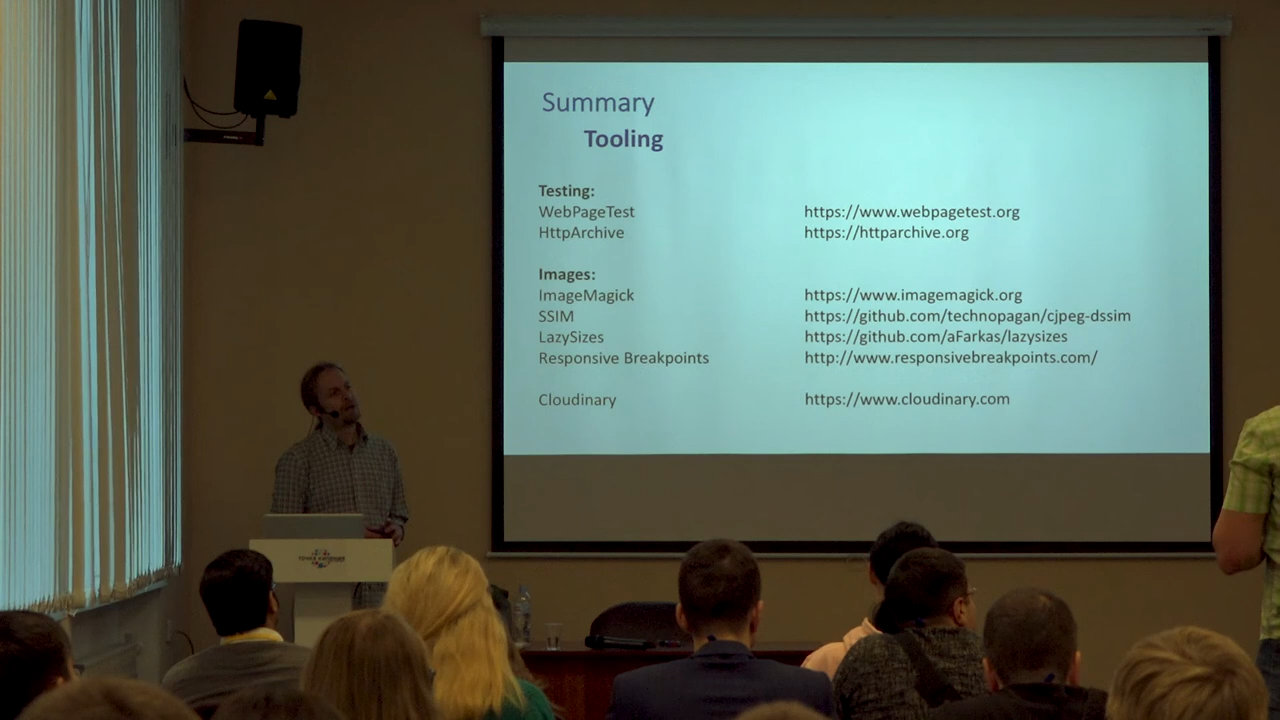 Summary
Tooling
Testing:
WebPageTest https://www.webpagetest.org
HttpArchive https://httparchive.org
Images:
ImageMagick https://www.imagemagick.org
SSIM https://github.com/technopagan/cjpeg-dssim
LazySizes https://github.com/aFarkas/lazysizes
Responsive Breakpoints http://www.responsivebreakpoints.com/
Cloudinary https://www.cloudinary.com